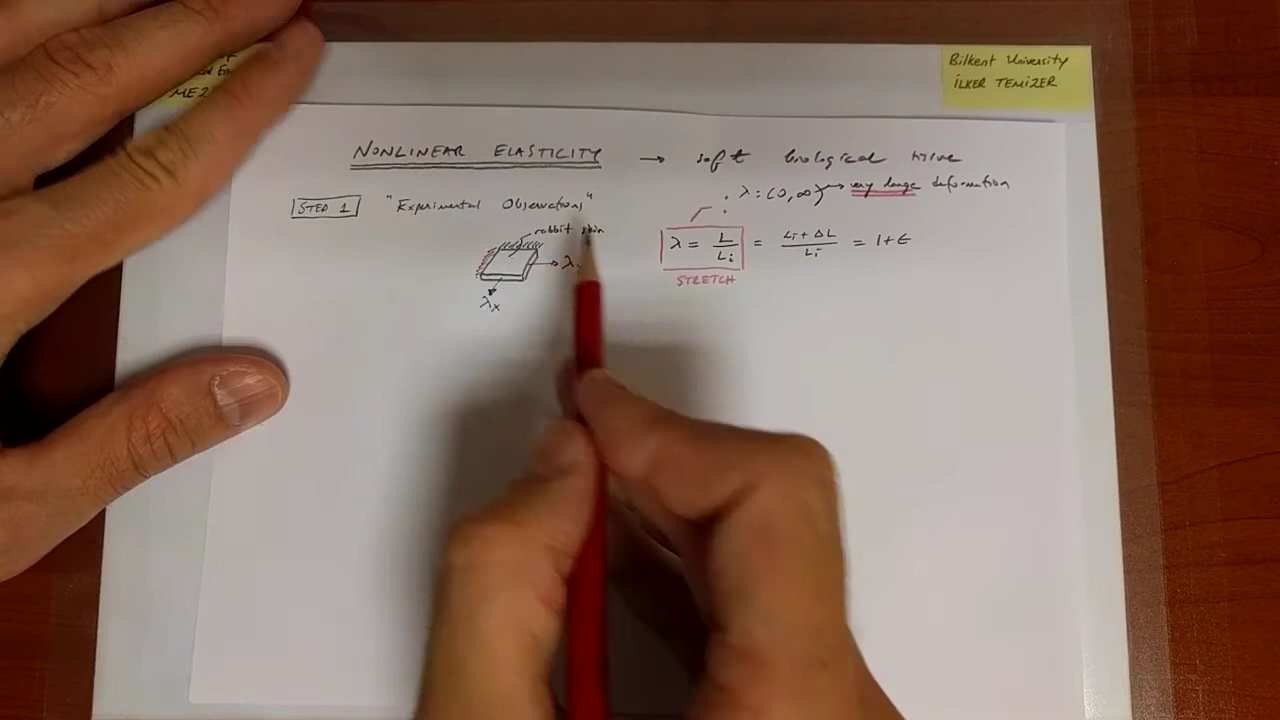 ME2
Bilkent University
İLKER TEMİZER
NONLINEAR ELASTICITY → soft biological tissue
λ : (0, ∞) → very large deformation
STEP 1 "Experimental Observations"
rabbit skin
λ = L / Li = Li + ΔL / Li = 1 + ε
STRETCH
λ
λx